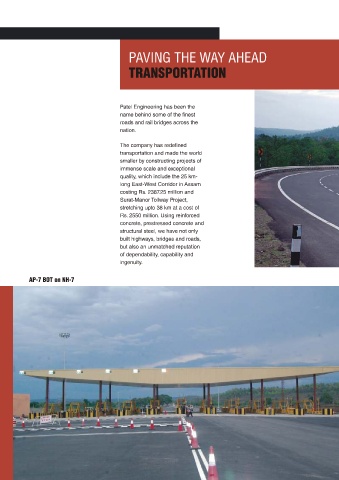 PAVING THE WAY AHEAD
TRANSPORTATION
Patel Engineering has been the
name behind some of the finest
roads and rail bridges across the
nation.
The company has redefined
transportation and made the world
smaller by constructing projects of
immense scale and exceptional
quality, which include the 25 km-
long East-West Corridor in Assam
costing Rs. 2367.25 million and
Surat-Manor Tollway Project,
stretching upto 38 km at a cost of
Rs. 2550 million. Using reinforced
concrete, prestressed concrete and
structural steel, we have not only
built highways, bridges and roads,
but also an unmatched reputation
of dependability, capability and
ingenuity.
AP-7 BOT on NH-7